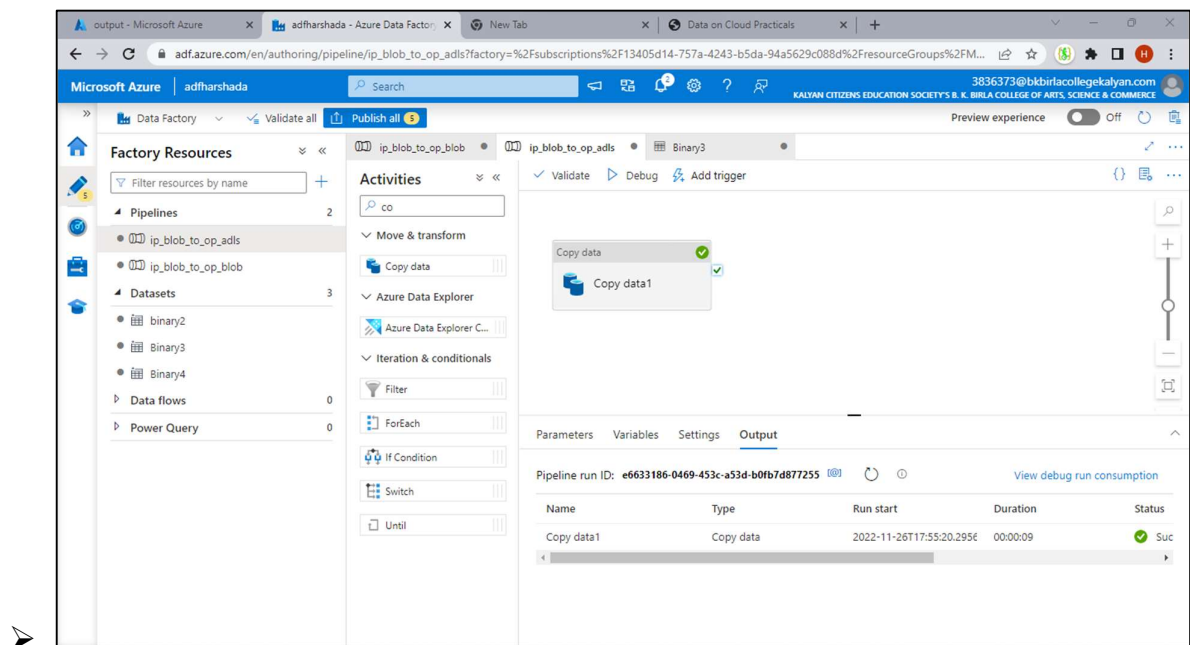 output - Microsoft Azure
adfharshada - Azure Data Factory
New Tab
Data on Cloud Practicals
adf.azure.com/en/authoring/pipeline/ip_blob_to_op_adls?factory=%2Fsubscriptions%2F13405d14-757a-4243-b5da-94a5629c088d%2FresourceGroups%2FM...
H
Microsoft Azure
adfharshada
Search
2
3836373@bkbirlacollegekalyan.com
KALYAN CITIZENS EDUCATION SOCIETY'S B. K. BIRLA COLLEGE OF ARTS, SCIENCE & COMMERCE
Data Factory
Validate all
Publish all 5
Preview experience
Off
Factory Resources
Filter resources by name
5
Pipelines 2
ip_blob_to_op_adls
ip_blob_to_op_blob
Datasets 3
binary2
Binary3
Binary4
Data flows 0
Power Query 0
ip_blob_to_op_blob
ip_blob_to_op_adls
Binary3
Activities
co
Move & transform
Copy data
Azure Data Explorer
Azure Data Explorer C...
Iteration & conditionals
Filter
ForEach
If Condition
Switch
Until
Validate
Debug
Add trigger
Copy data
Copy data1
Parameters Variables Settings Output
Pipeline run ID: e6633186-0469-453c-a53d-b0fb7d877255
View debug run consumption
Name Type Run start Duration Status
Copy data1 Copy data 2022-11-26T17:55:20.2956 00:00:09 Suc